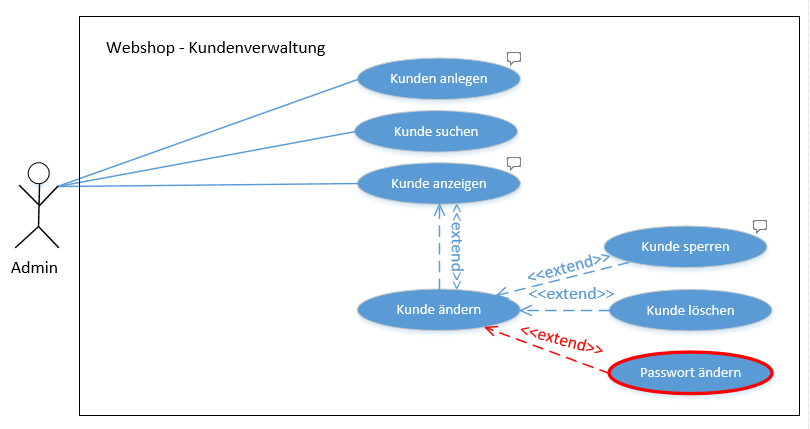 Webshop - Kundenverwaltung
Kunden anlegen
Kunde suchen
Kunde anzeigen
Admin
<<extend>>
Kunde sperren
<<extend>>
<<extend>>
Kunde ändern
Kunde löschen
<<extend>>
Passwort ändern